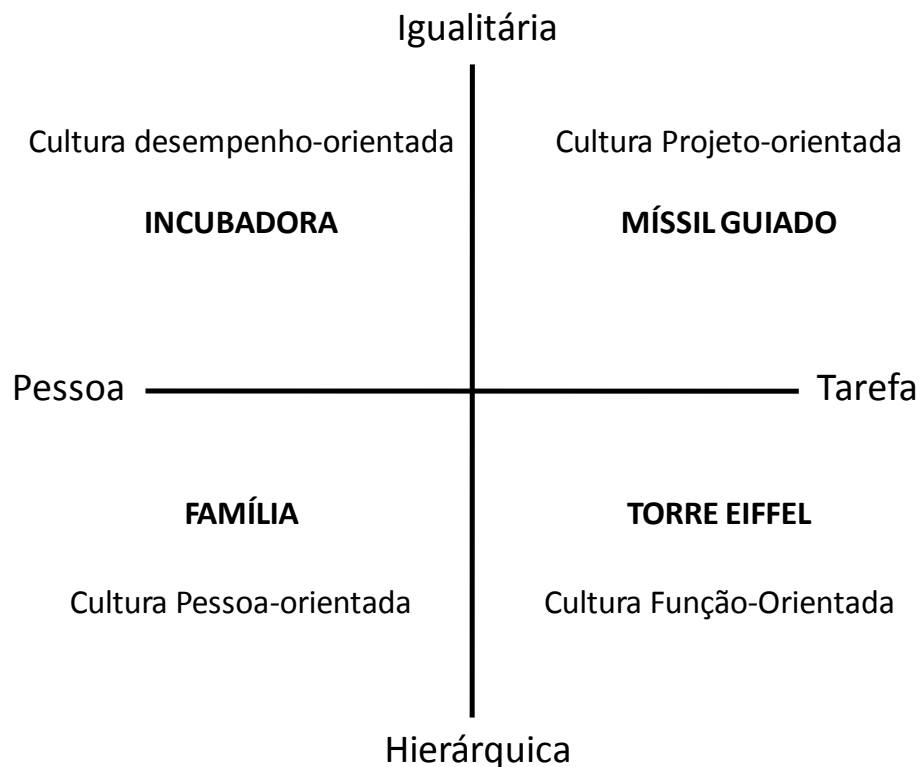 Igualitária
Cultura desempenho-orientada
Cultura Projeto-orientada
INCUBADORA
MÍSSIL GUIADO
Pessoa
Tarefa
FAMÍLIA
TORRE EIFFEL
Cultura Pessoa-orientada
Cultura Função-Orientada
Hierárquica